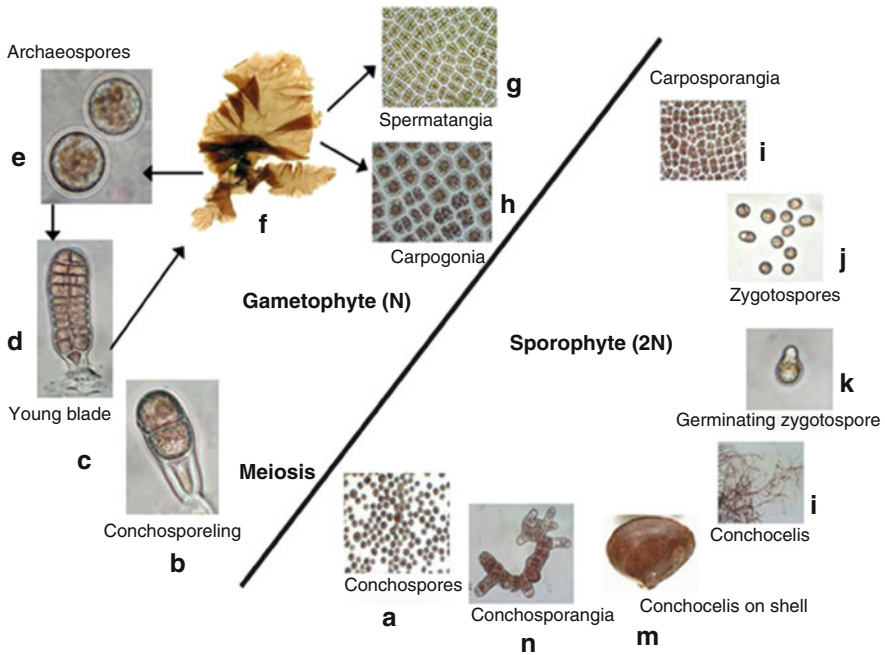 Archaeospores
e
f
g
Spermatangia
h
Carpogonia
Carposporangia
i
j
Zygotospores
d
Young blade
Gametophyte (N)
Sporophyte (2N)
k
Germinating zygotospore
c
Conchosporeling
b
Meiosis
i
Conchocelis
Conchospores
a
Conchosporangia
n
Conchocelis on shell
m